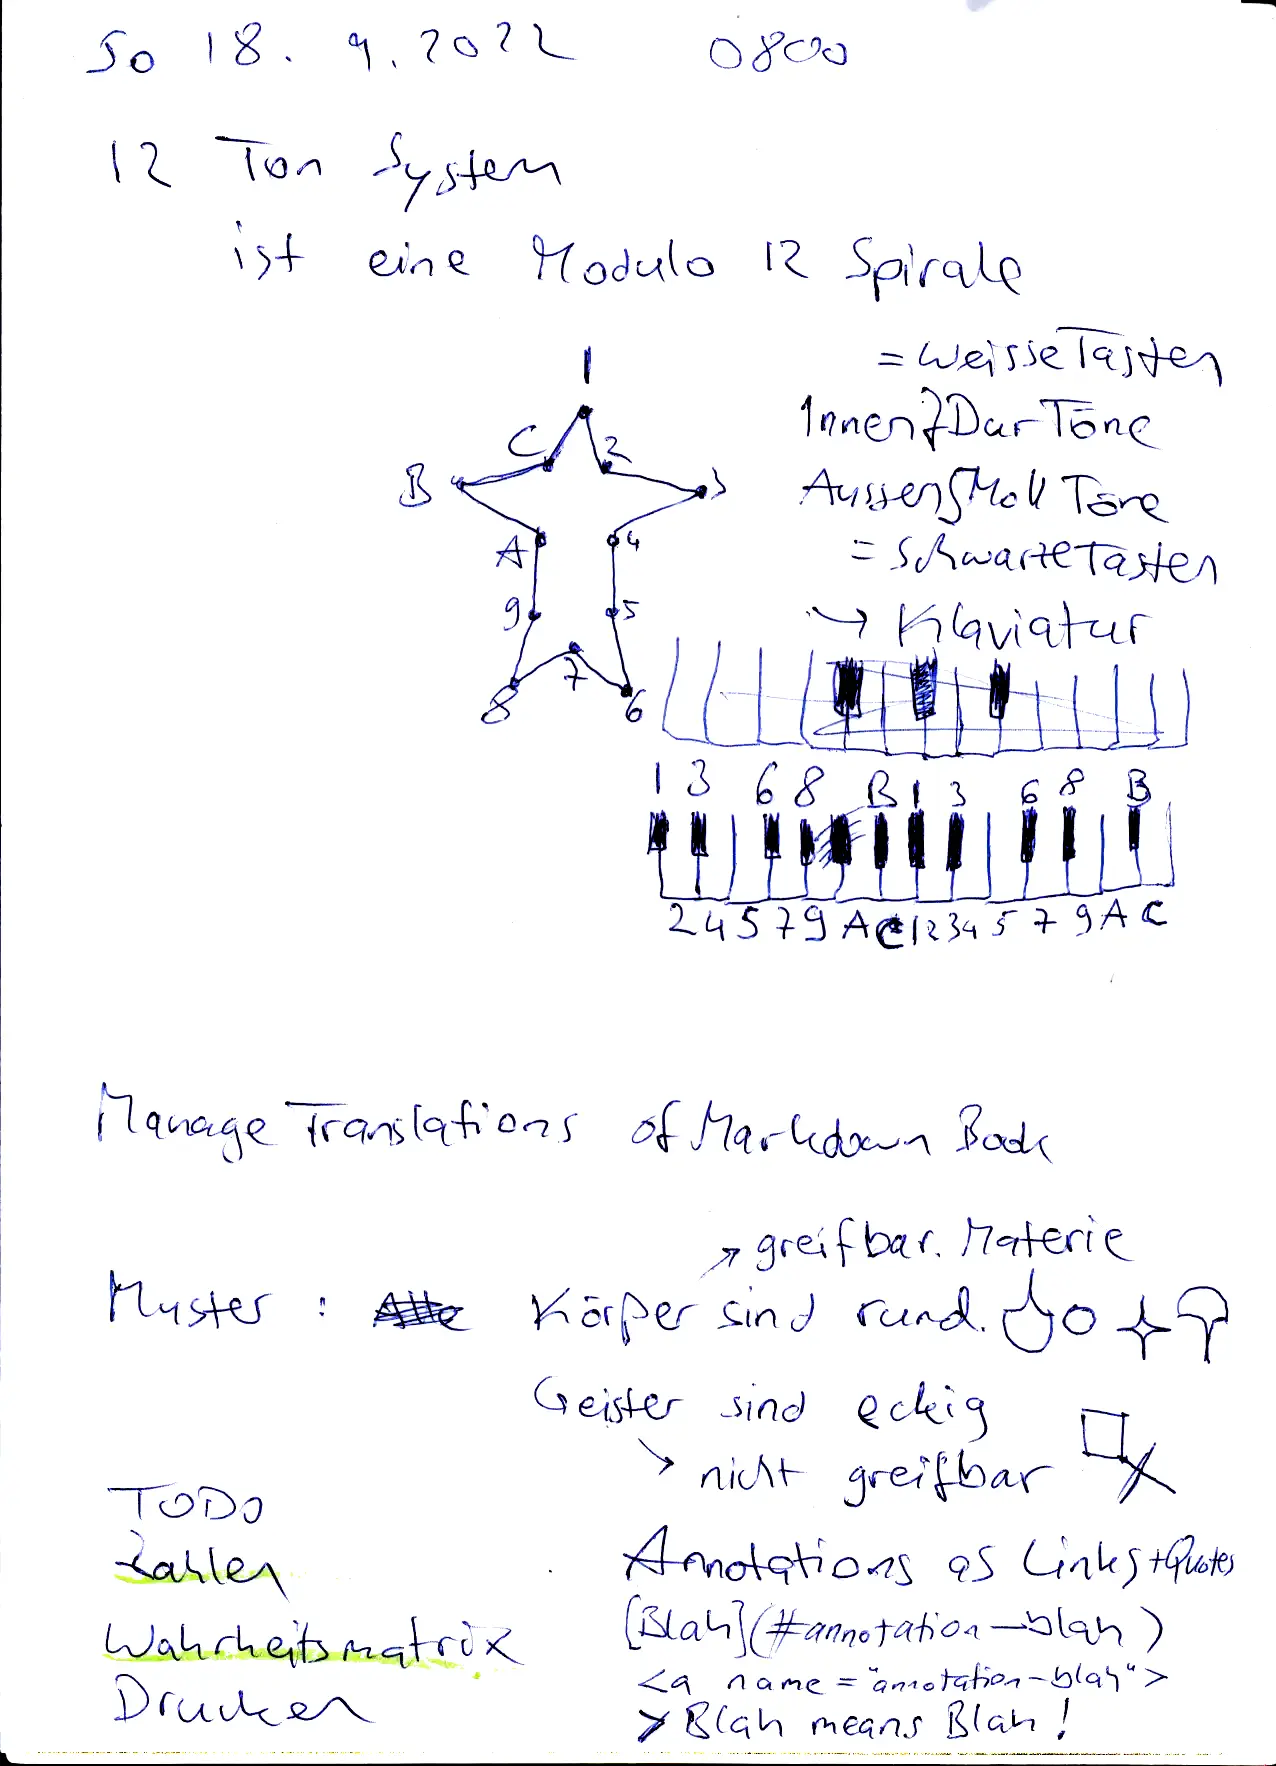 So 18. 9. 2022 0800
12 Ton System
ist eine Modulo 12 Spirale
= Weisse Tasten
Innen } Dur Töne
Aussen } Moll Töne
= Schwarze Tasten
→ Klaviatur
1
C 2
B 3
A 4
9 5
7
8 6
1 3 6 8 B 1 3 6 8 B
2 4 5 7 9 A C 2 3 4 5 7 9 A C
Manage Translations of Markdown Book
↗ greifbar. Materie
Muster : Alle Körper sind rund.
Geister sind eckig
↘ nicht greifbar
TODO
Zahlen
Wahrheitsmatrix
Drucken
Annotations as Links + Quotes
[Blah](#annotation-blah)
<a name="annotation-blah">
> Blah means Blah!